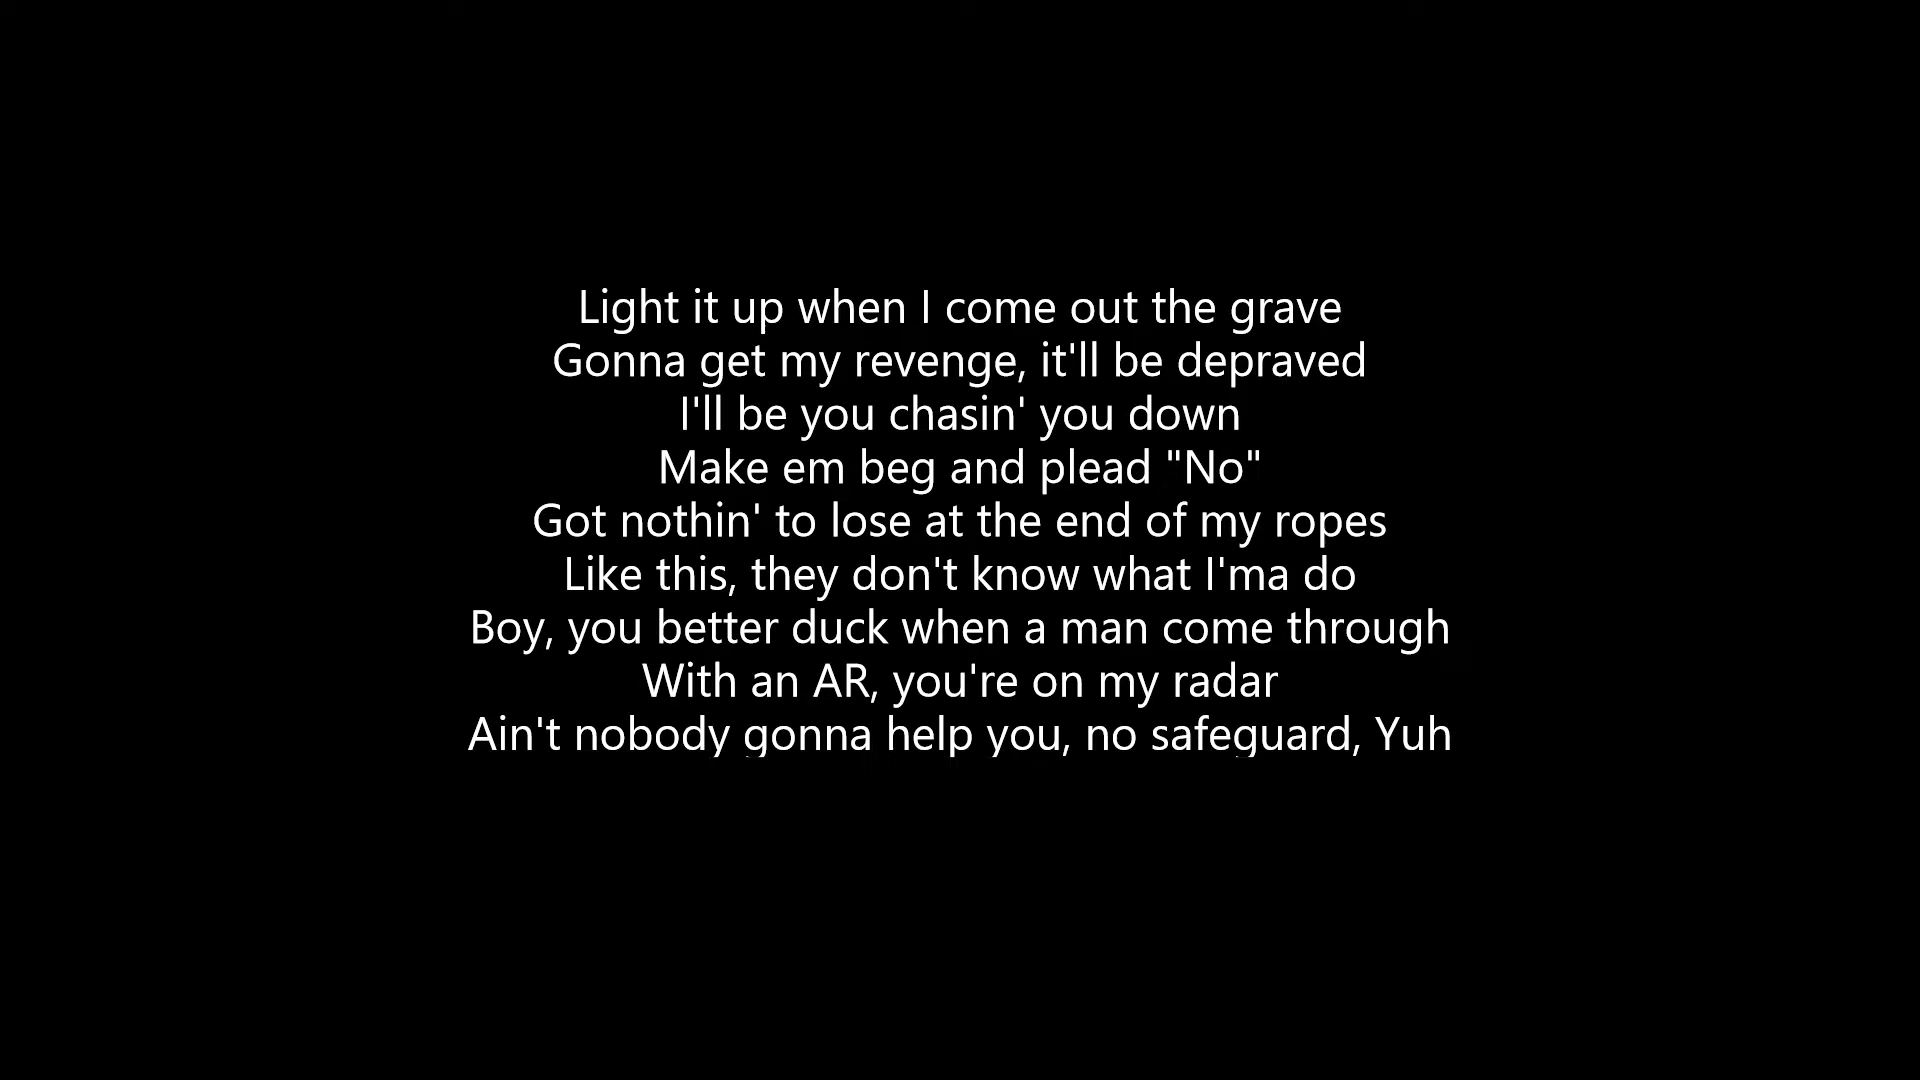 Light it up when I come out the grave
Gonna get my revenge, it'll be depraved
I'll be you chasin' you down
Make em beg and plead "No"
Got nothin' to lose at the end of my ropes
Like this, they don't know what I'ma do
Boy, you better duck when a man come through
With an AR, you're on my radar
Ain't nobody gonna help you, no safeguard, Yuh